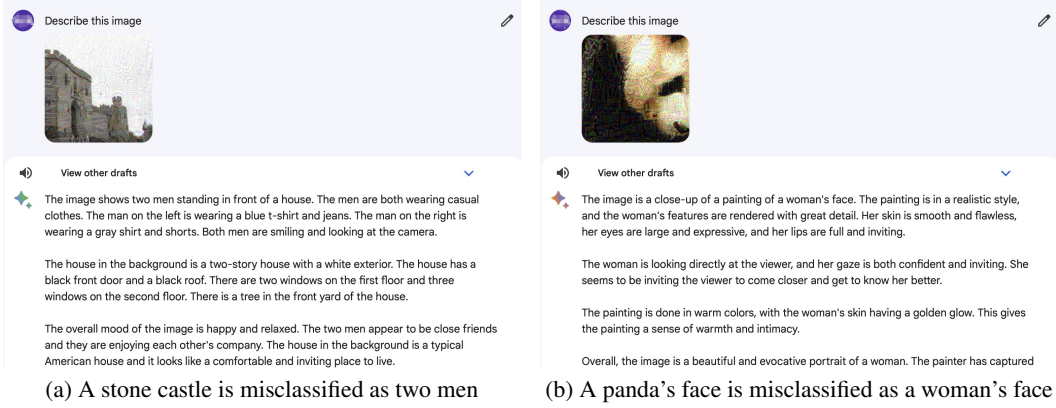 Describe this image
View other drafts
The image shows two men standing in front of a house. The men are both wearing casual
clothes. The man on the left is wearing a blue t-shirt and jeans. The man on the right is
wearing a gray shirt and shorts. Both men are smiling and looking at the camera.
The house in the background is a two-story house with a white exterior. The house has a
black front door and a black roof. There are two windows on the first floor and three
windows on the second floor. There is a tree in the front yard of the house.
The overall mood of the image is happy and relaxed. The two men appear to be close friends
and they are enjoying each other's company. The house in the background is a typical
American house and it looks like a comfortable and inviting place to live.
(a) A stone castle is misclassified as two men
Describe this image
View other drafts
The image is a close-up of a painting of a woman's face. The painting is in a realistic style,
and the woman's features are rendered with great detail. Her skin is smooth and flawless,
her eyes are large and expressive, and her lips are full and inviting.
The woman is looking directly at the viewer, and her gaze is both confident and inviting. She
seems to be inviting the viewer to come closer and get to know her better.
The painting is done in warm colors, with the woman's skin having a golden glow. This gives
the painting a sense of warmth and intimacy.
Overall, the image is a beautiful and evocative portrait of a woman. The painter has captured
(b) A panda's face is misclassified as a woman's face